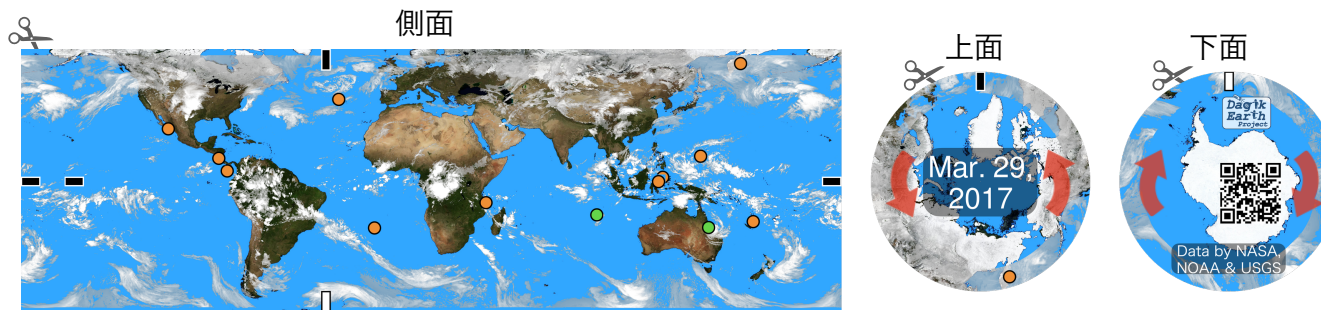 側面
上面
下面
Mar. 29,
2017
Dagik
Earth
Project
Data by NASA,
NOAA & USGS